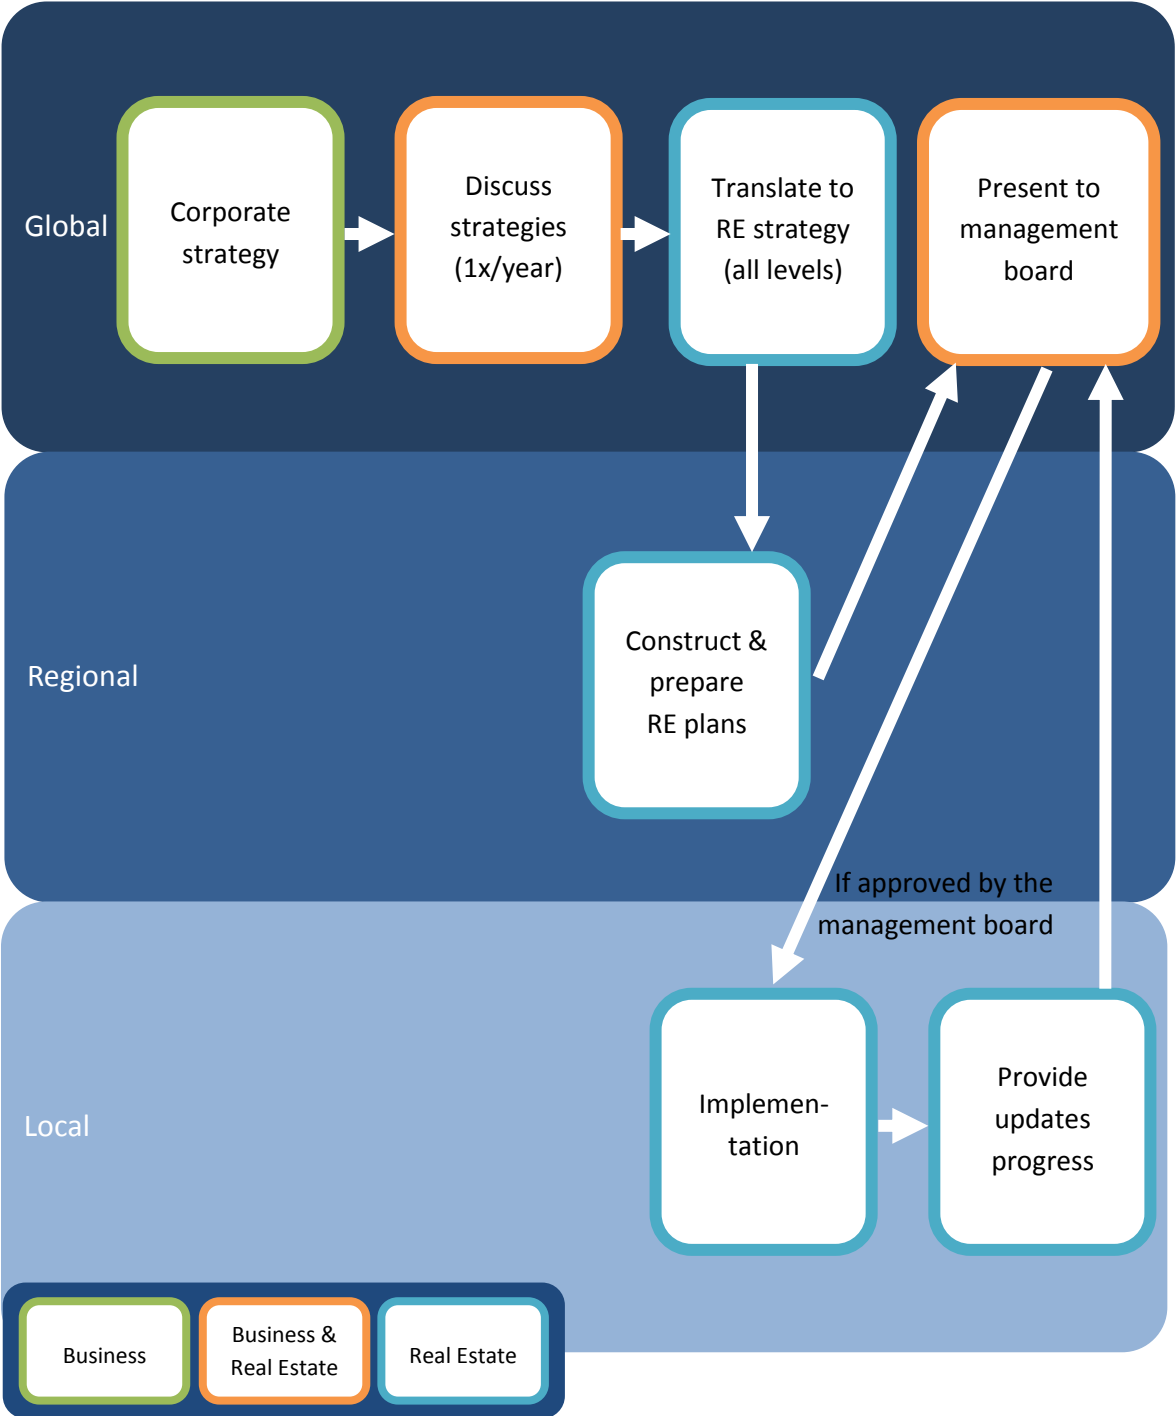 Global
Corporate
strategy
Discuss
strategies
(1x/year)
Translate to
RE strategy
(all levels)
Present to
management
board
Regional
Construct &
prepare
RE plans
If approved by the
management board
Local
Implemen-
tation
Provide
updates
progress
Business
Business &
Real Estate
Real Estate